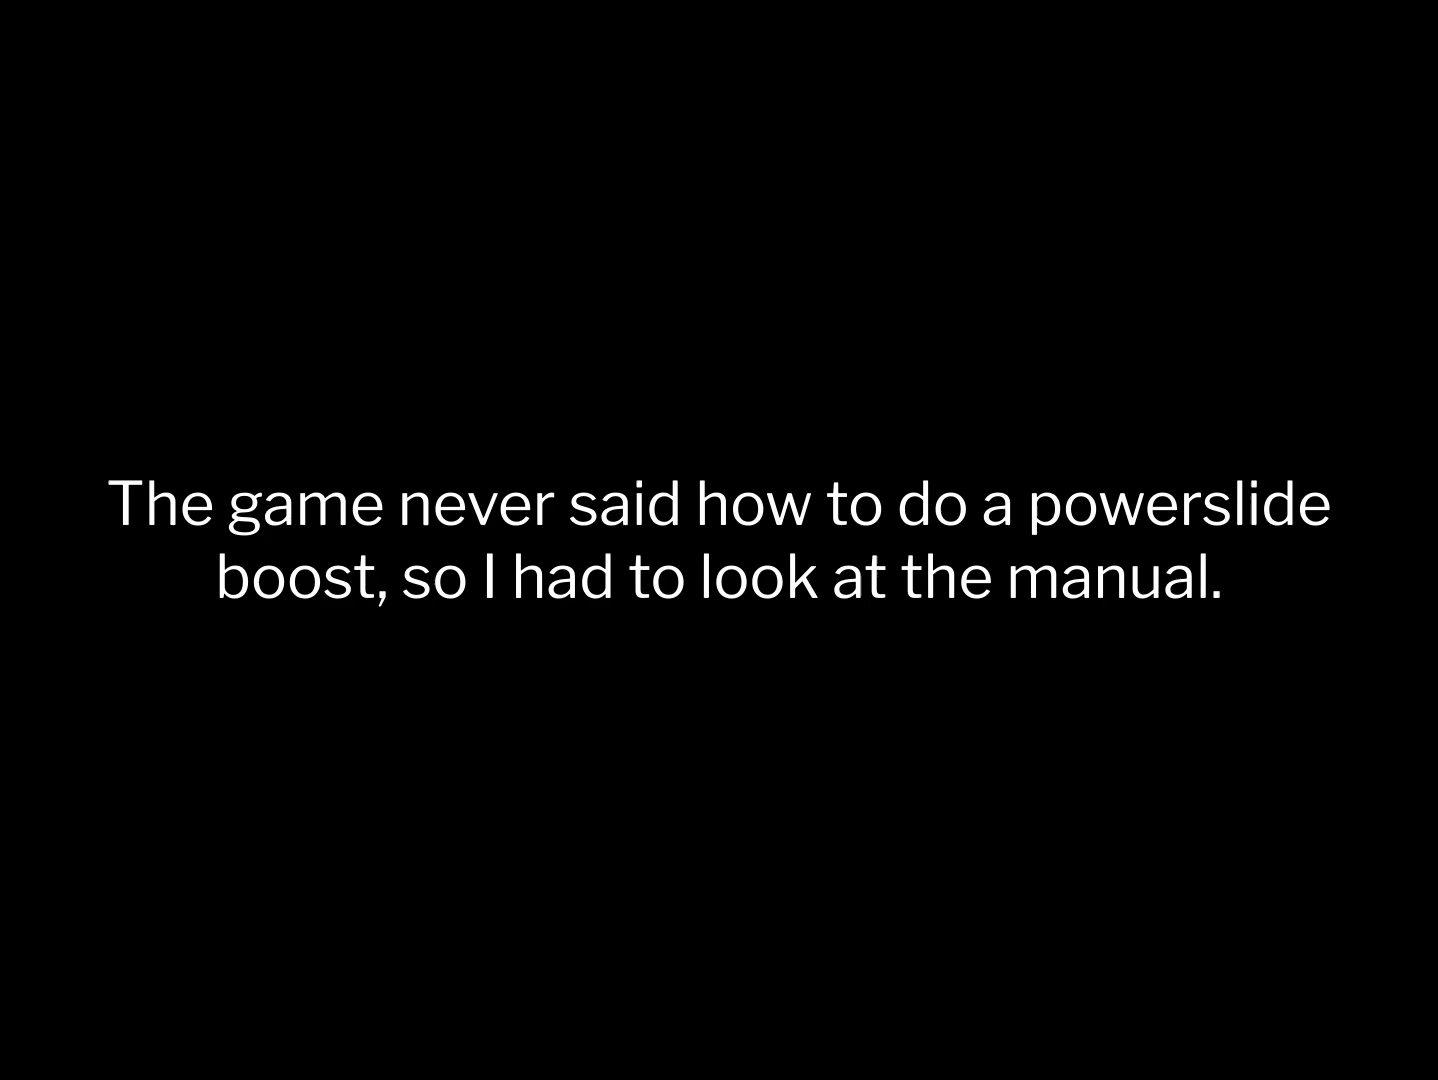 The game never said how to do a powerslide
boost, so I had to look at the manual.